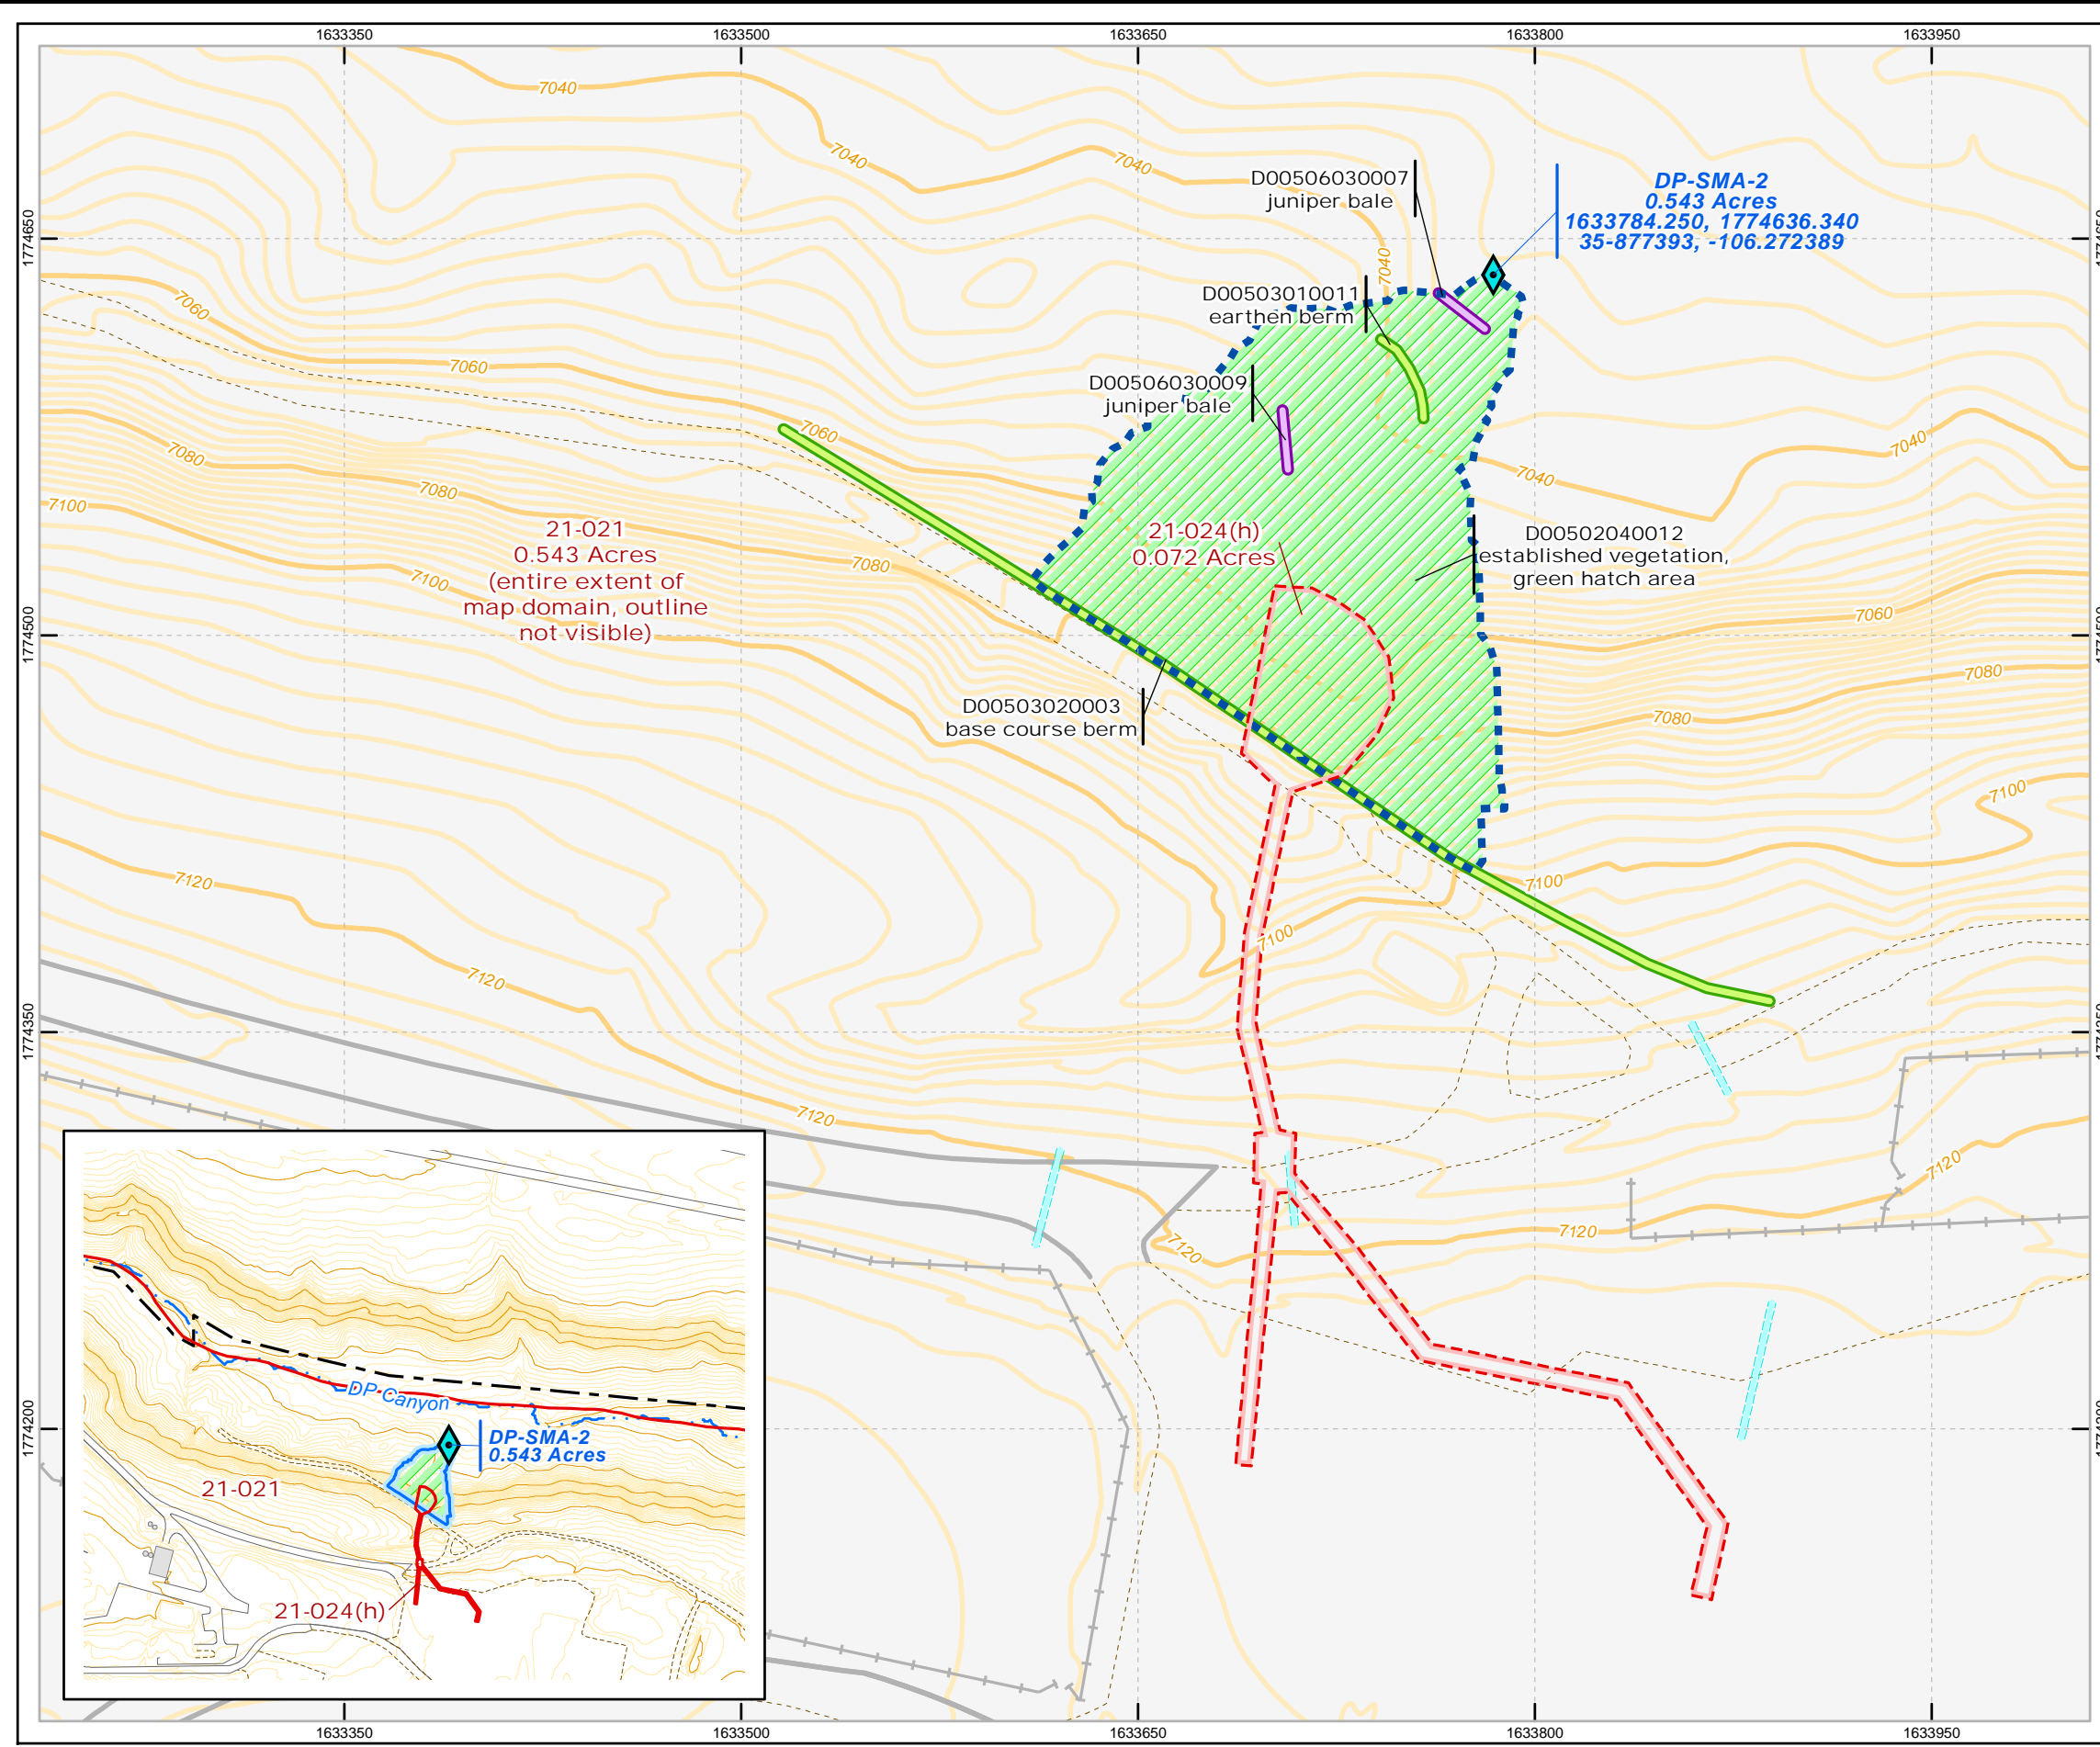 1633350
1633500
1633650
1633800
1633950
7040
7040
7040
D00506030007
juniper bale
DP-SMA-2
0.543 Acres
1633784.250, 1774636.340
35-877393, -106.272389
1774650
7040
D00503010011
earthen berm
7060
7060
D00506030009
juniper bale
7060
7040
7080
7080
7040
7100
21-021
0.543 Acres
(entire extent of
map domain, outline
not visible)
7080
7100
21-024(h)
0.072 Acres
D00502040012
established vegetation,
green hatch area
1774500
7060
7080
7080
D00503020003
base course berm
7100
7120
7100
7100
7120
1774350
7120
7120
7120
7120
DP Canyon
DP-SMA-2
0.543 Acres
21-021
21-024(h)
1774200
1633350
1633500
1633650
1633800
1633950